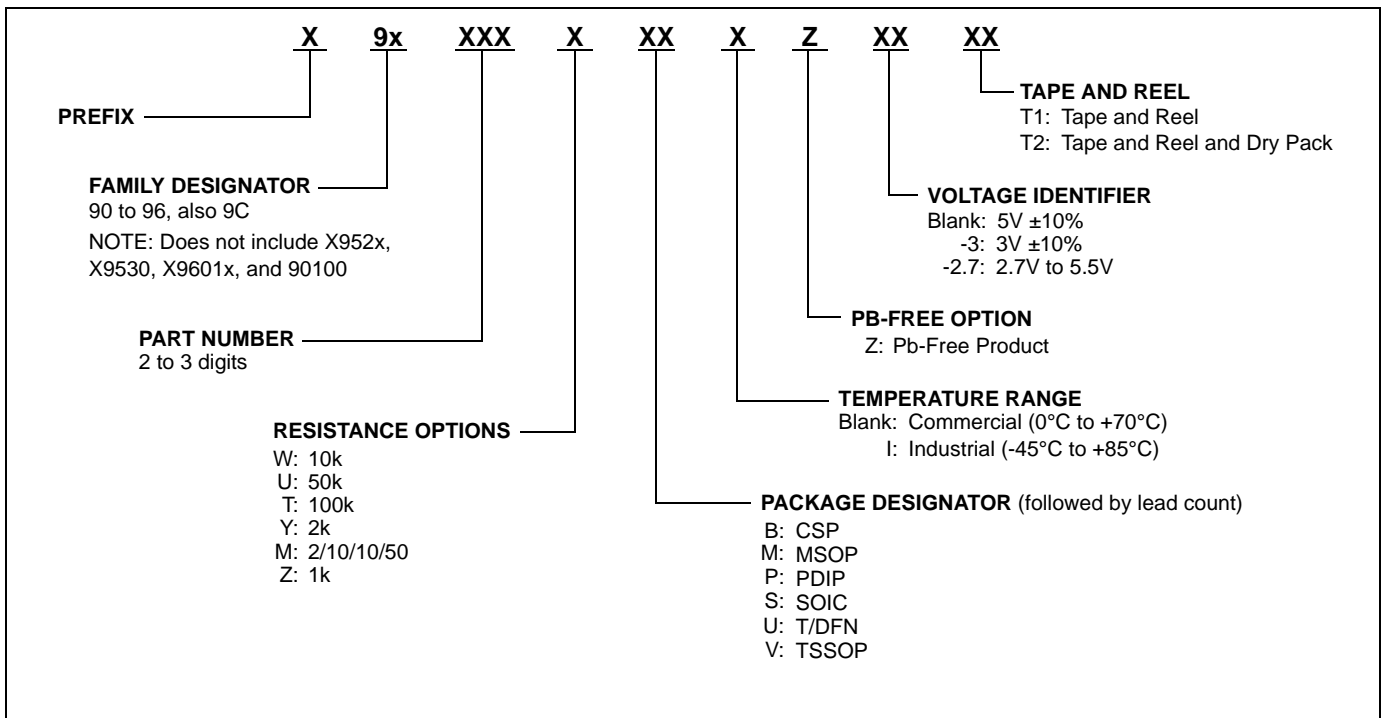 X 9x XXX X XX X Z XX XX
PREFIX
TAPE AND REEL
T1: Tape and Reel
T2: Tape and Reel and Dry Pack
FAMILY DESIGNATOR
90 to 96, also 9C
NOTE: Does not include X952x,
X9530, X9601x, and 90100
VOLTAGE IDENTIFIER
Blank: 5V ±10%
-3: 3V ±10%
-2.7: 2.7V to 5.5V
PART NUMBER
2 to 3 digits
PB-FREE OPTION
Z: Pb-Free Product
TEMPERATURE RANGE
Blank: Commercial (0°C to +70°C)
I: Industrial (-45°C to +85°C)
RESISTANCE OPTIONS
W: 10k
U: 50k
T: 100k
Y: 2k
M: 2/10/10/50
Z: 1k
PACKAGE DESIGNATOR (followed by lead count)
B: CSP
M: MSOP
P: PDIP
S: SOIC
U: T/DFN
V: TSSOP